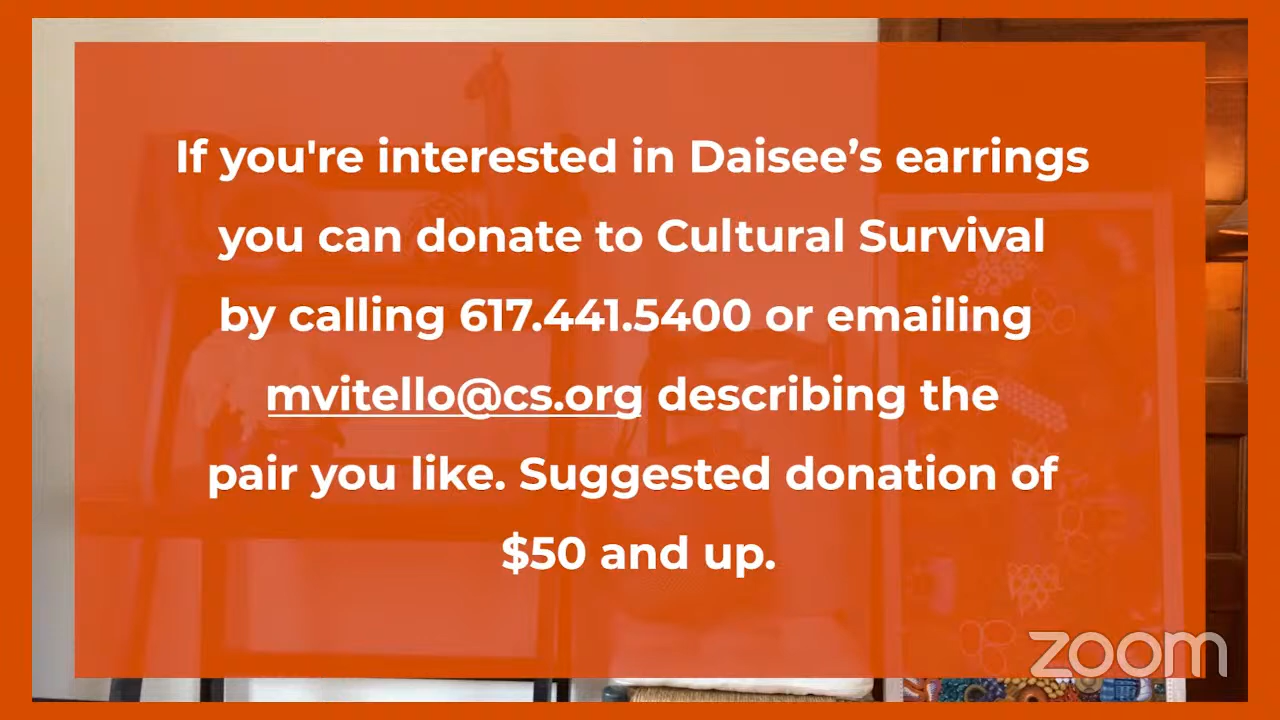 If you're interested in Daisee’s earrings
you can donate to Cultural Survival
by calling 617.441.5400 or emailing
mvitello@cs.org describing the
pair you like. Suggested donation of
$50 and up.
zoom